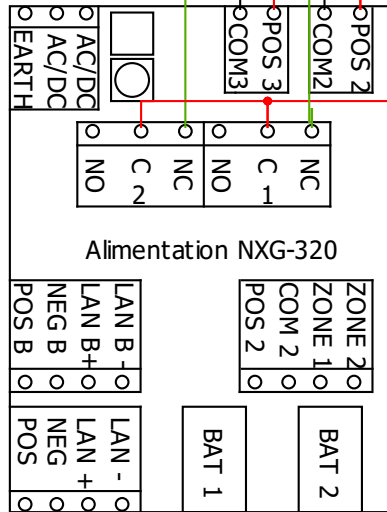 EARTH
AC/DC
AC/DC
COM3
POS 3
COM2
POS 2
NO
C 2
NC
NO
C 1
NC
Alimentation NXG-320
POS B
NEG B
LAN B+
LAN B -
POS 2
COM 2
ZONE 1
ZONE 2
POS
NEG
LAN +
LAN -
BAT 1
BAT 2